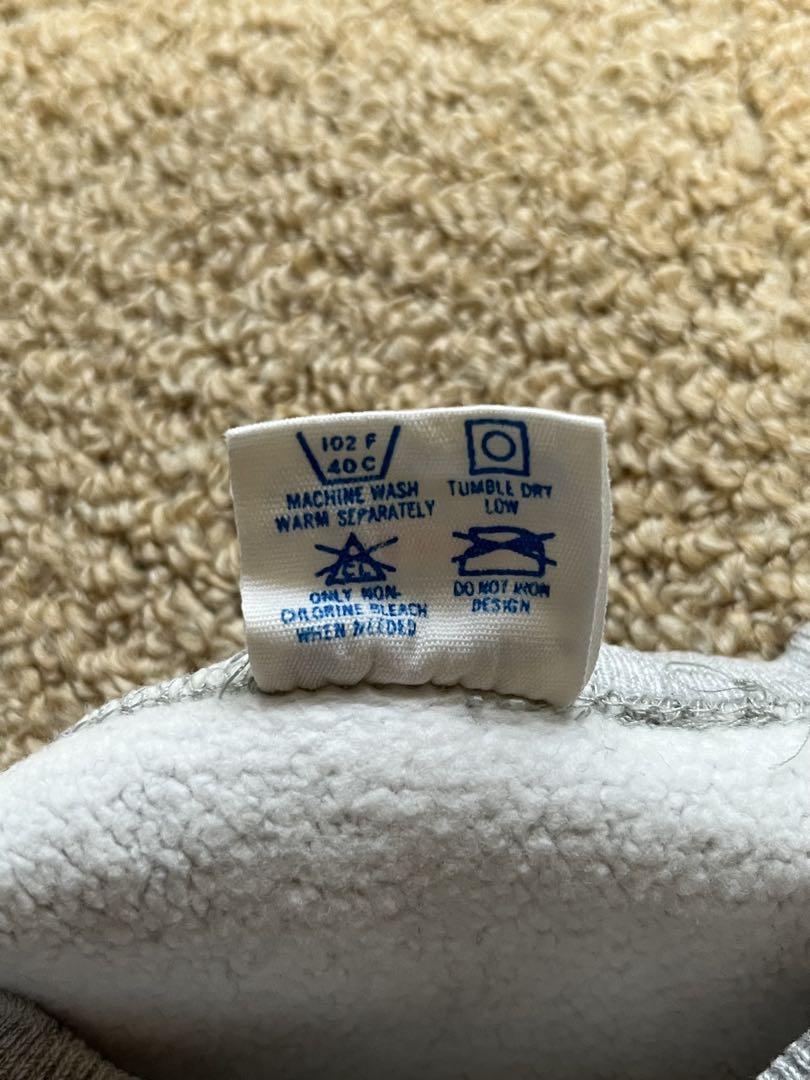 102 F
40 C
MACHINE WASH
WARM SEPARATELY
TUMBLE DRY
LOW
CL
ONLY NON-
CHLORINE BLEACH
WHEN NEEDED
DO NOT IRON
DESIGN